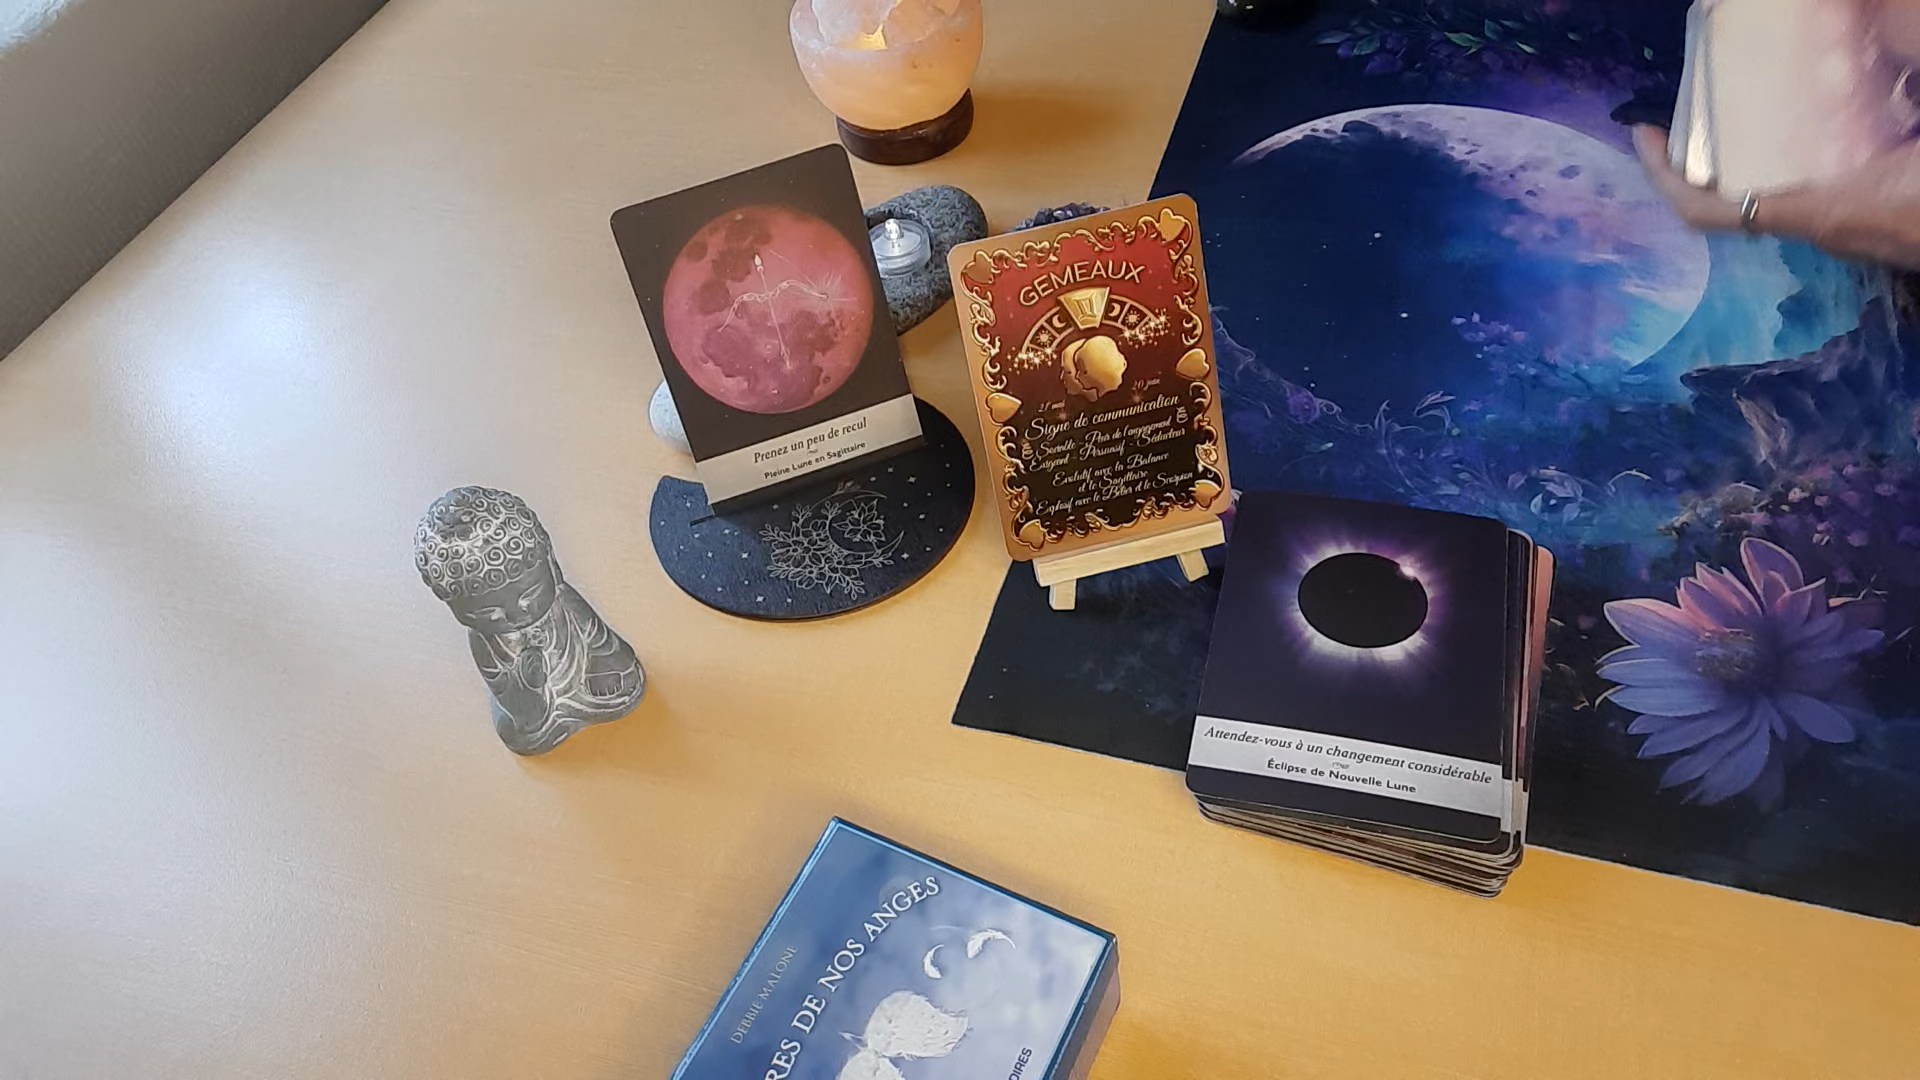 Prenez un peu de recul
Pleine Lune en Sagittaire
GEMEAUX
21 mai
20 juin
Signe de communication
Sociable - Peur de l'engagement
Exigeant - Persuasif - Séducteur
Evolutif avec la Balance
et le Sagittaire
Explosif avec le Bélier et le Scorpion
Attendez-vous à un changement considérable
Éclipse de Nouvelle Lune
DEBBIE MALONE
RES DE NOS ANGES
OIRES